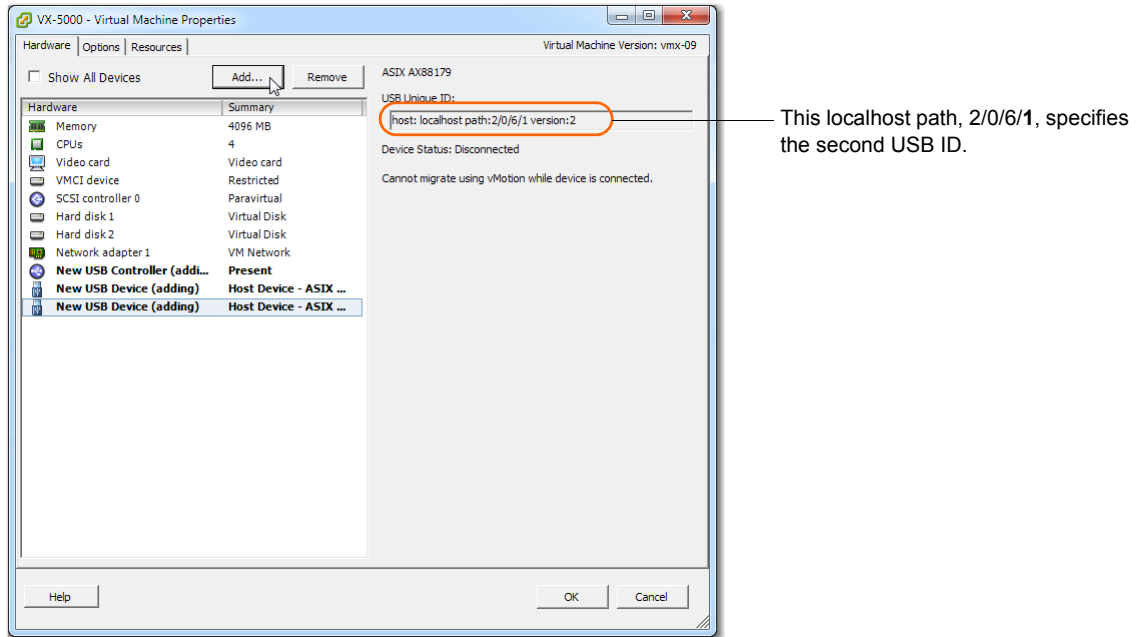 VX-5000 - Virtual Machine Properties
Hardware Options Resources Virtual Machine Version: vmx-09
Show All Devices Add... Remove
Hardware Summary
Memory 4096 MB
CPUs 4
Video card Video card
VMCI device Restricted
SCSI controller 0 Paravirtual
Hard disk 1 Virtual Disk
Hard disk 2 Virtual Disk
Network adapter 1 VM Network
New USB Controller (addi... Present
New USB Device (adding) Host Device - ASIX ...
New USB Device (adding) Host Device - ASIX ...
ASIX AX88179
USB Unique ID:
host: localhost path:2/0/6/1 version:2
Device Status: Disconnected
Cannot migrate using vMotion while device is connected.
This localhost path, 2/0/6/1, specifies
the second USB ID.
Help OK Cancel